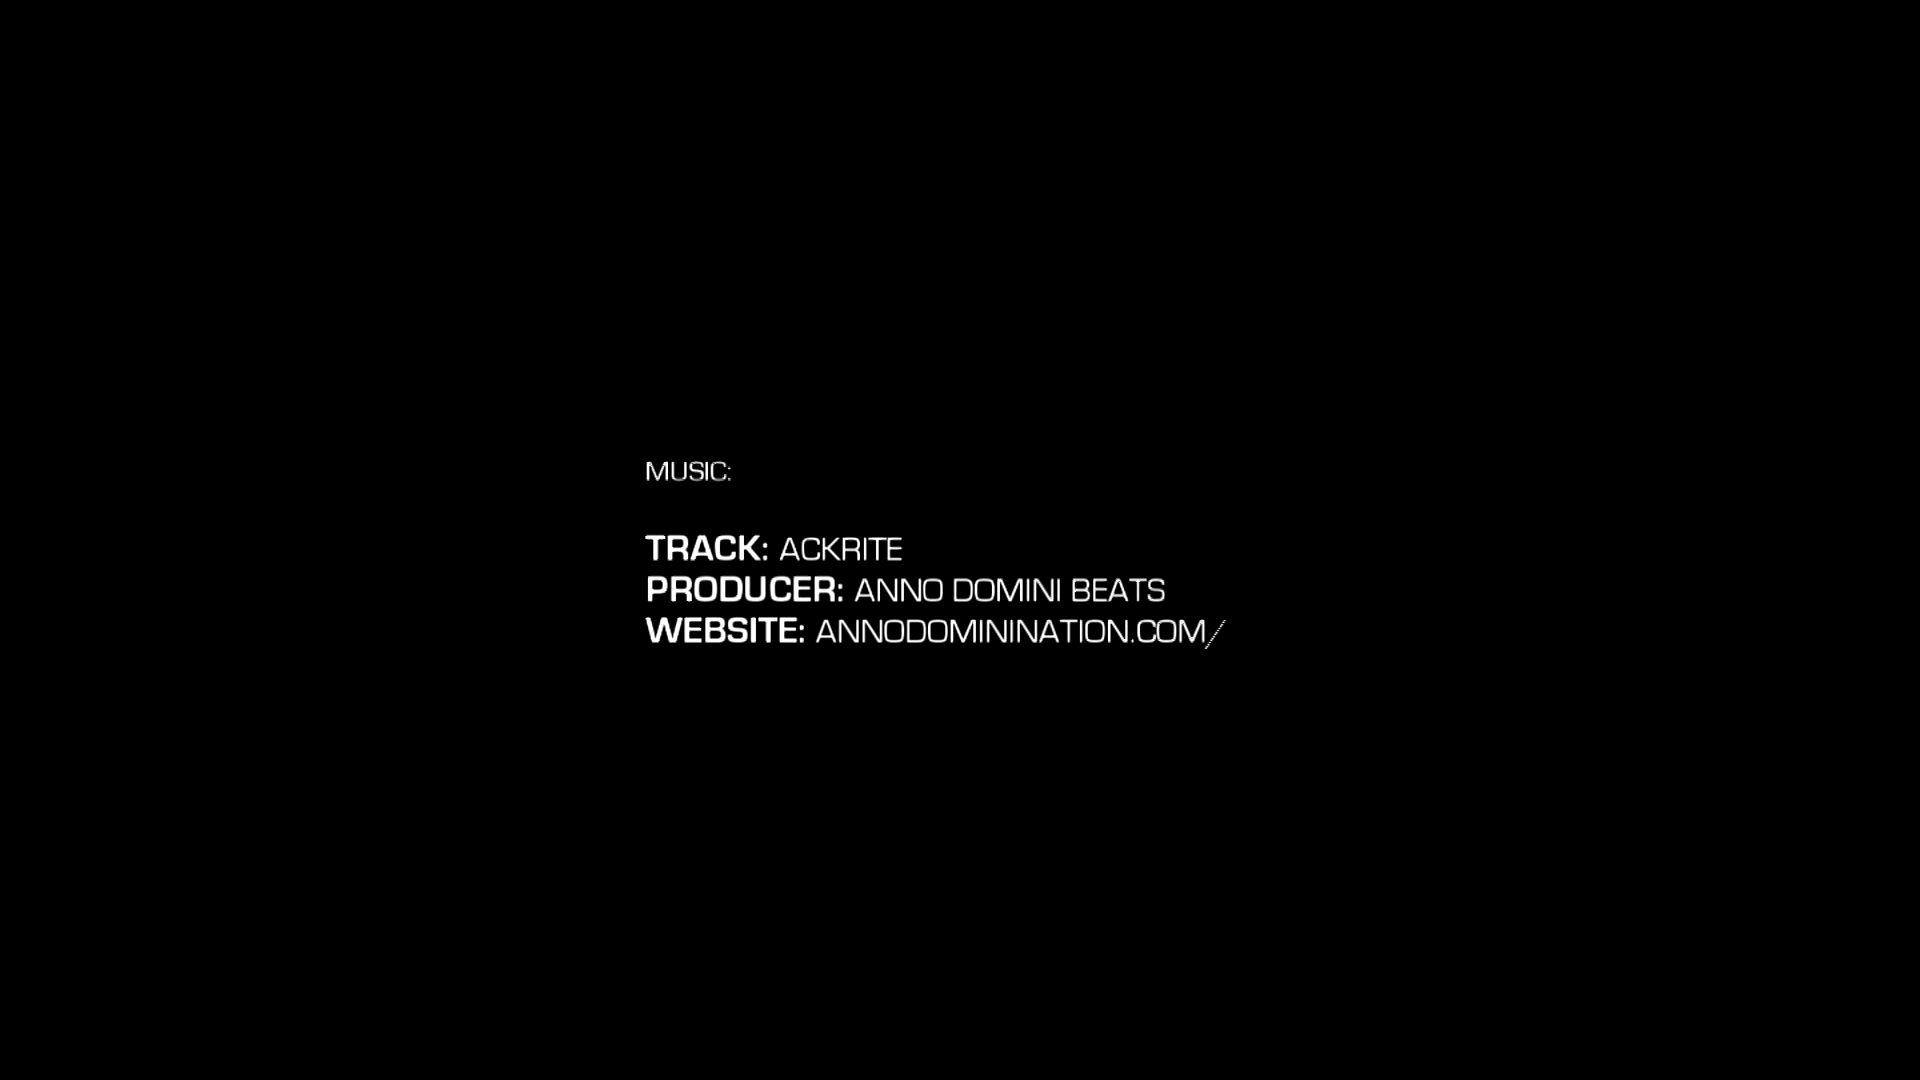 MUSIC:
TRACK: ACKRITE
PRODUCER: ANNO DOMINI BEATS
WEBSITE: ANNODOMININATION.COM/